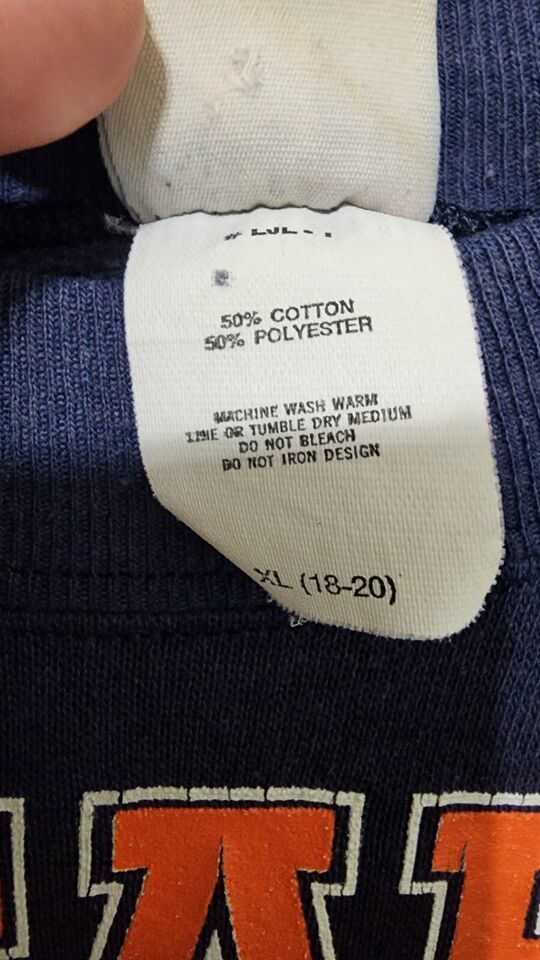 50% COTTON
50% POLYESTER
MACHINE WASH WARM
LINE OR TUMBLE DRY MEDIUM
DO NOT BLEACH
DO NOT IRON DESIGN
XL (18-20)